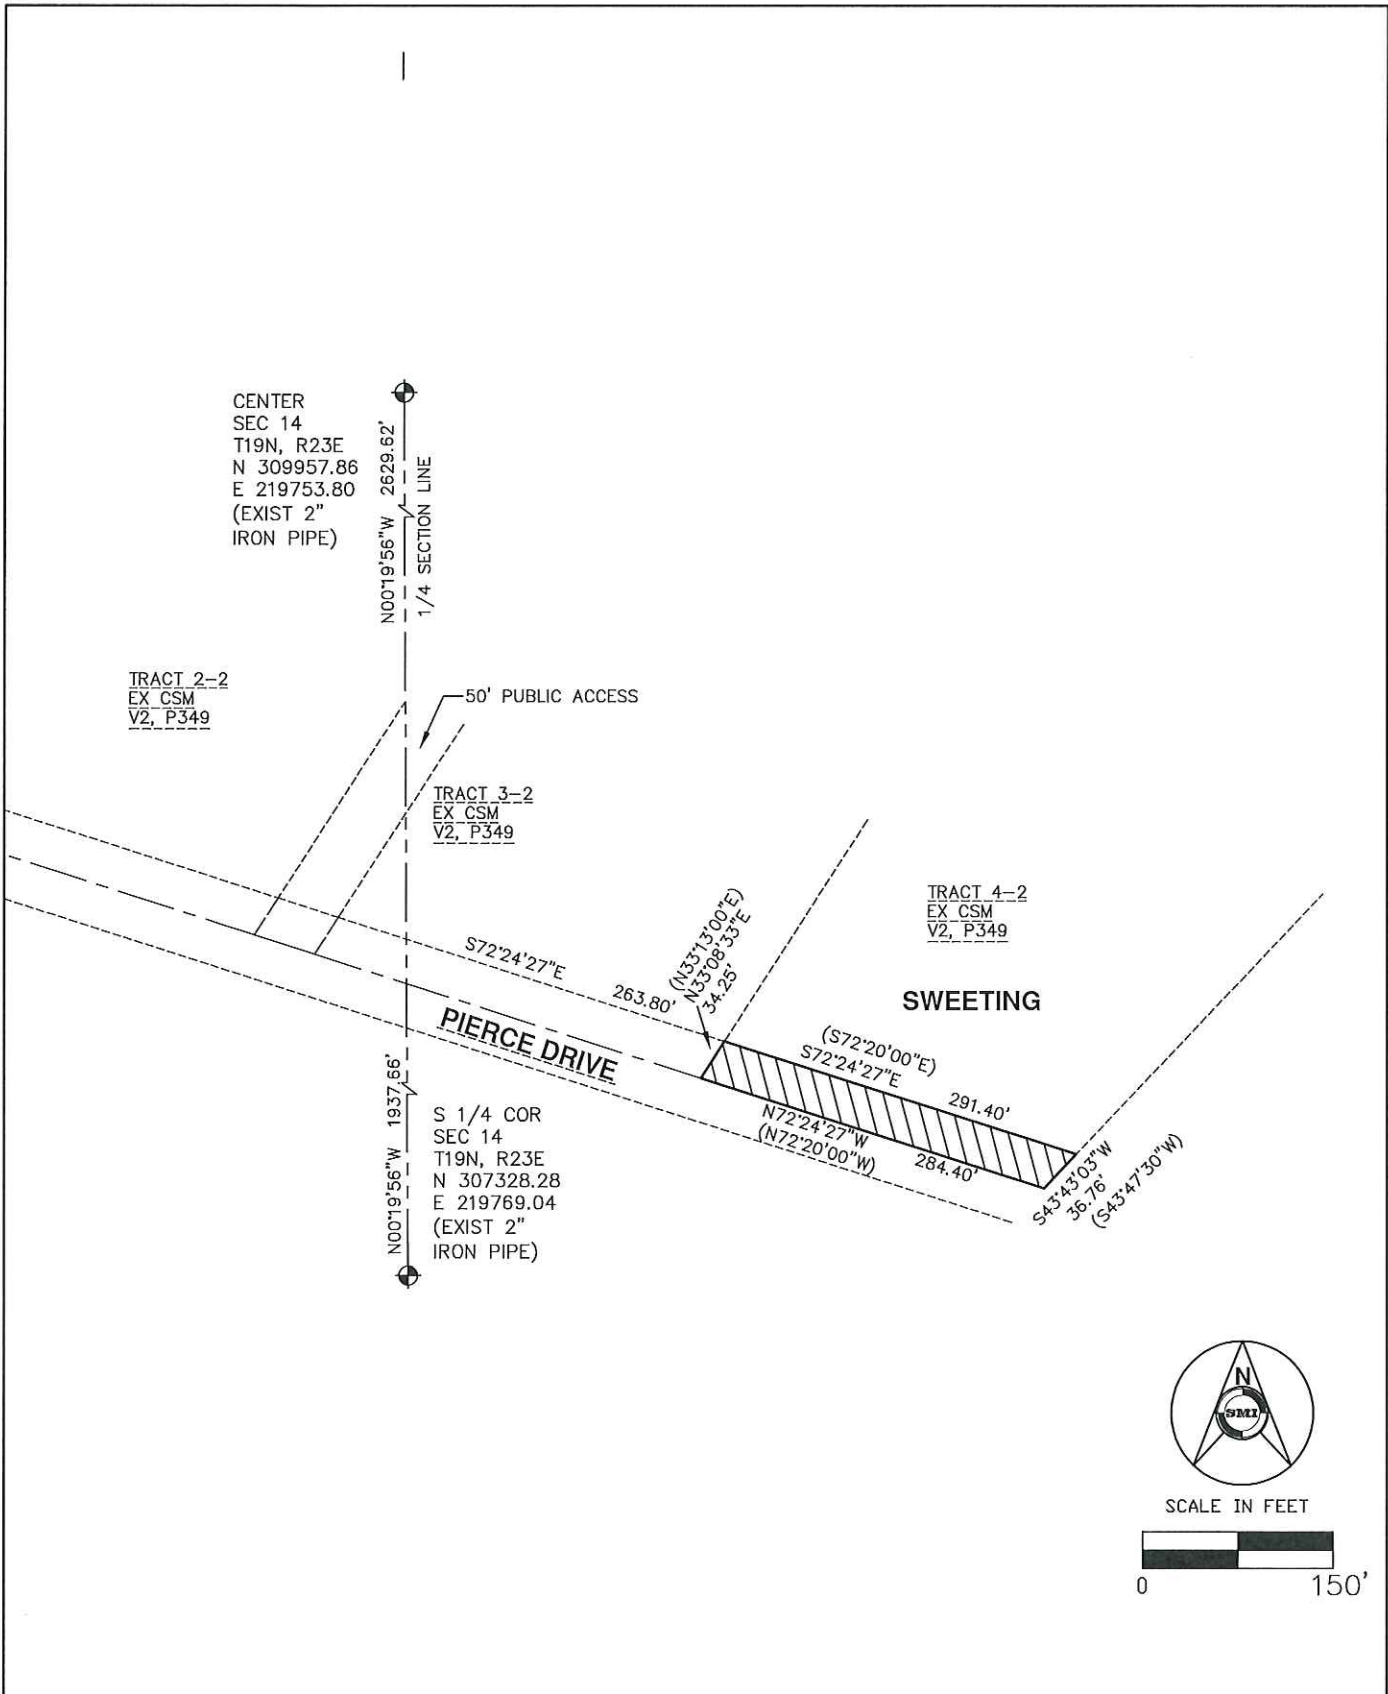 CENTER
SEC 14
T19N, R23E
N 309957.86
E 219753.80
(EXIST 2"
IRON PIPE)
N00°19'56"W 2629.62'
1/4 SECTION LINE
TRACT 2-2
EX CSM
V2, P349
50' PUBLIC ACCESS
TRACT 3-2
EX CSM
V2, P349
TRACT 4-2
EX CSM
V2, P349
SWEETING
S72°24'27"E
263.80'
(N33°13'00"E)
N33°08'33"E
34.25'
PIERCE DRIVE
(S72°20'00"E)
S72°24'27"E
291.40'
N72°24'27"W
(N72°20'00"W)
284.40'
S43°43'03"W
36.76'
(S43°47'30"W)
N00°19'56"W 1937.66'
S 1/4 COR
SEC 14
T19N, R23E
N 307328.28
E 219769.04
(EXIST 2"
IRON PIPE)
N
SMI
SCALE IN FEET
0 150'